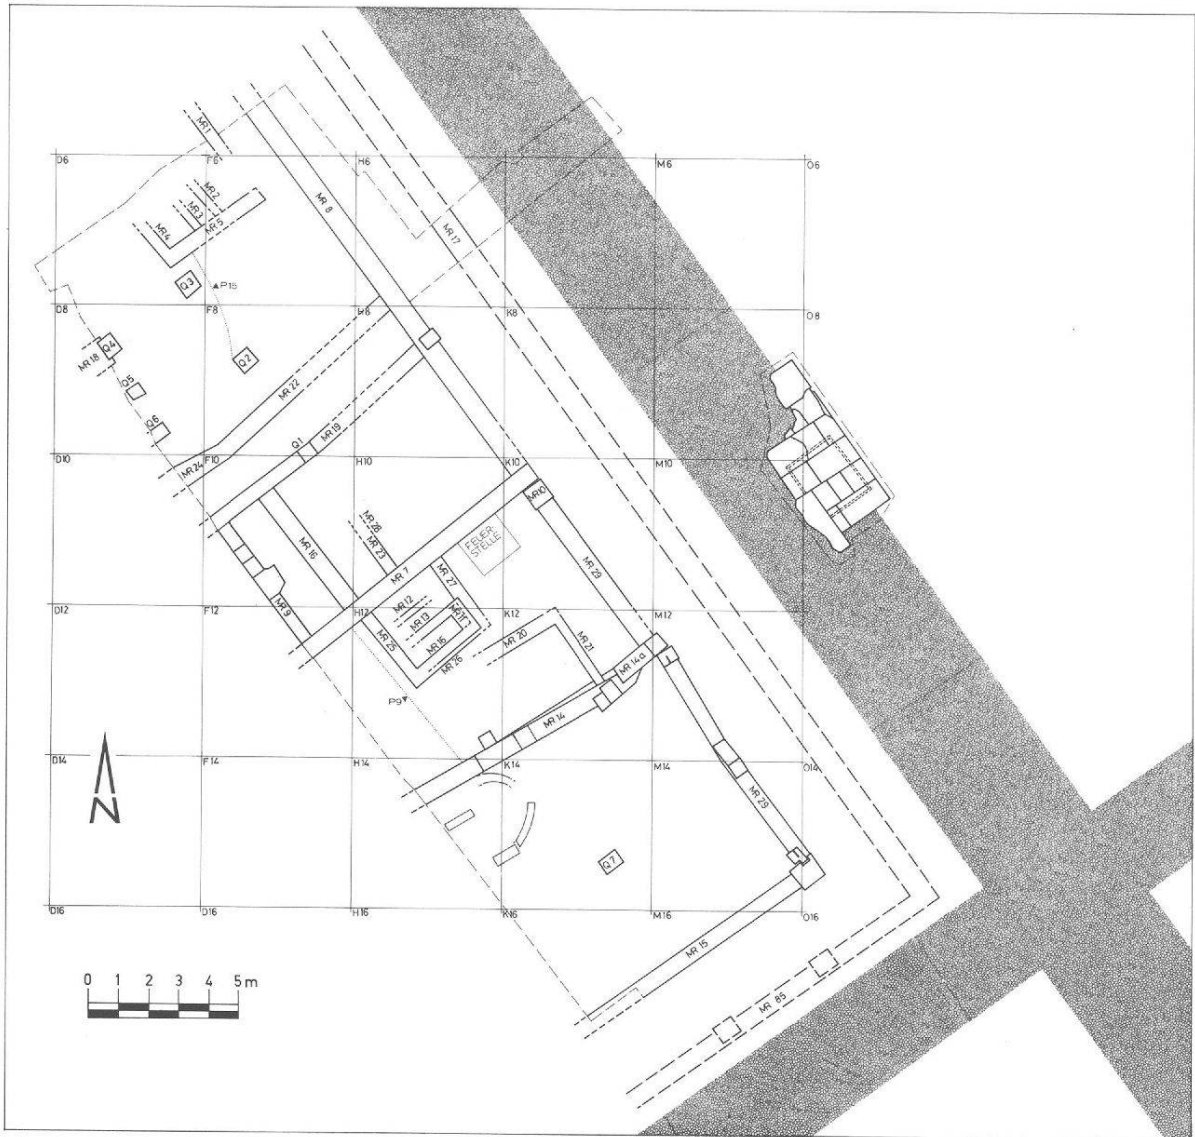 MR 1
D6
F6
H6
M6
O6
MR 2
MR 3
MR 4
MR 5
MR 8
MR 17
Q3
P15
D8
F8
H8
K8
O8
Q4
MR 18
Q2
Q5
Q6
MR 22
Q1
MR 19
D10
MR 24
F10
H10
K10
M10
MR10
MR 16
MR 28
MR 23
FEUER-
STELLE
MR 7
MR 27
MR 29
MR 9
D12
F12
H12
K12
M12
MR 12
MR 13
MR 11
MR 25
MR 26
MR 20
MR 21
MR 14a
P9
MR 14
D14
F14
H14
K14
M14
O14
MR 29
Q7
D16
D16
H16
K16
M16
O16
MR 15
MR 85
N
0 1 2 3 4 5 m